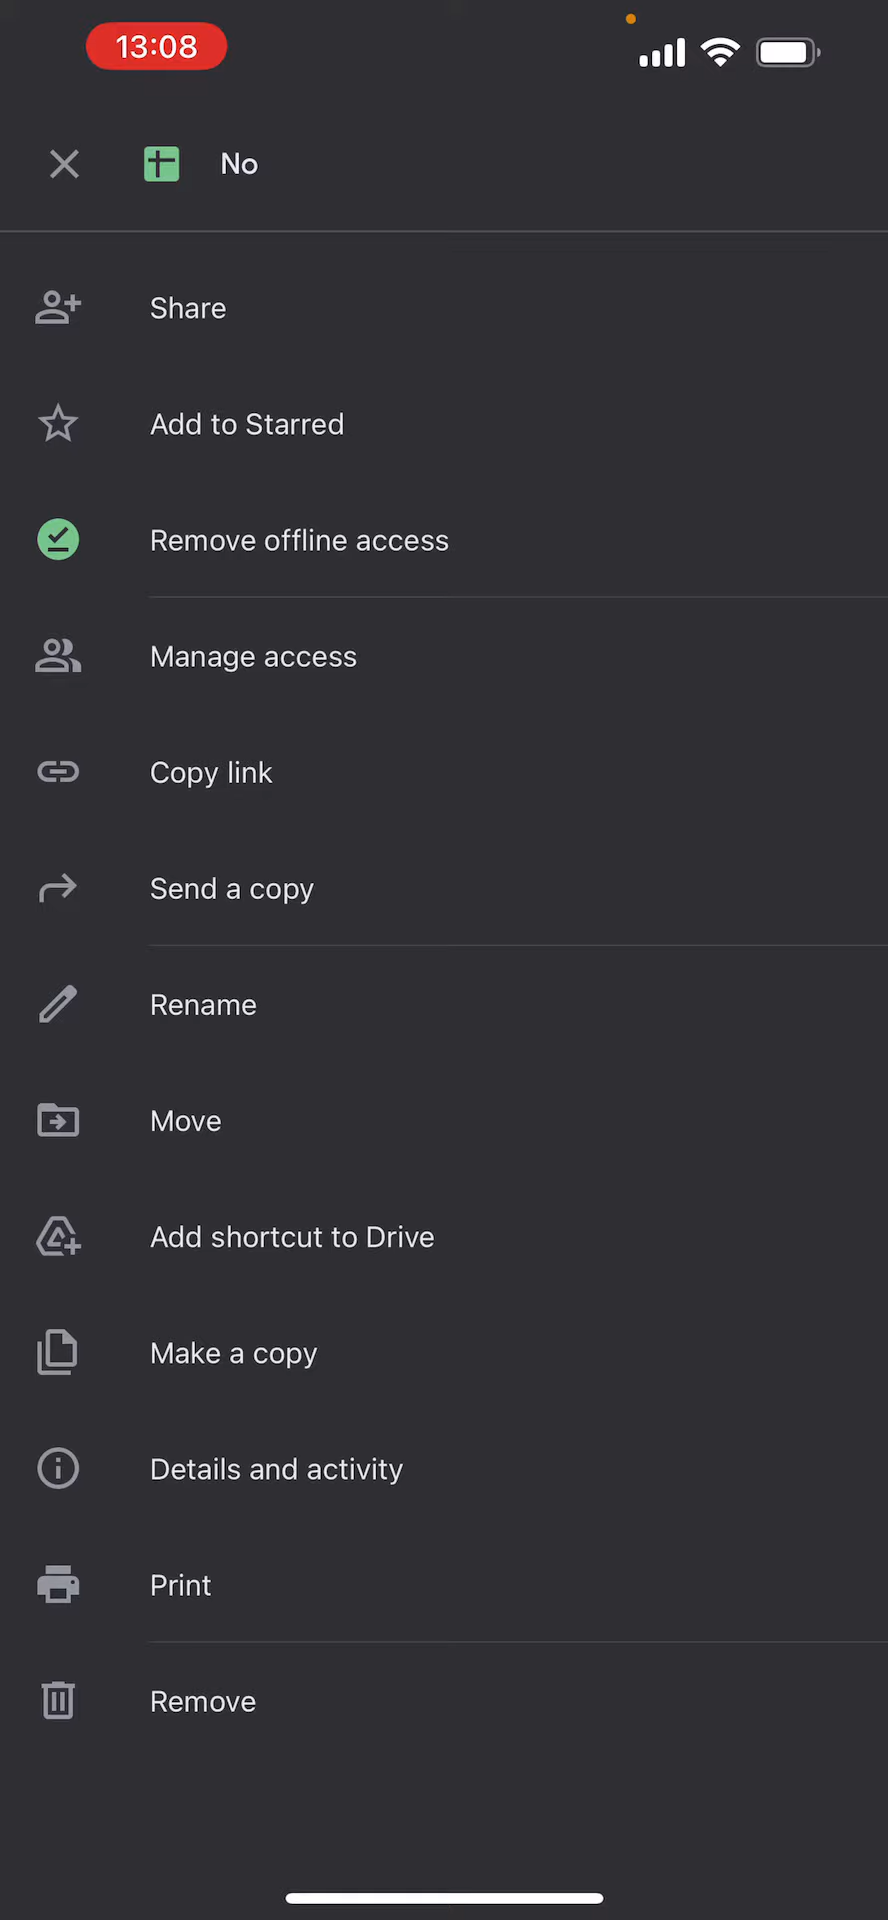 13:08
No
Share
Add to Starred
Remove offline access
Manage access
Copy link
Send a copy
Rename
Move
Add shortcut to Drive
Make a copy
Details and activity
Print
Remove